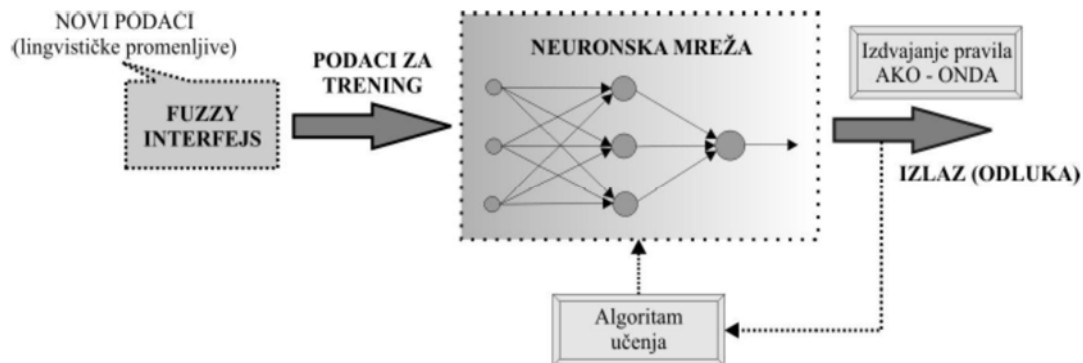 NOVI PODACI
(lingvističke promenljive)
FUZZY
INTERFEJS
PODACI ZA
TRENING
NEURONSKA MREŽA
Izdvajanje pravila
AKO - ONDA
IZLAZ (ODLUKA)
Algoritam
učenja